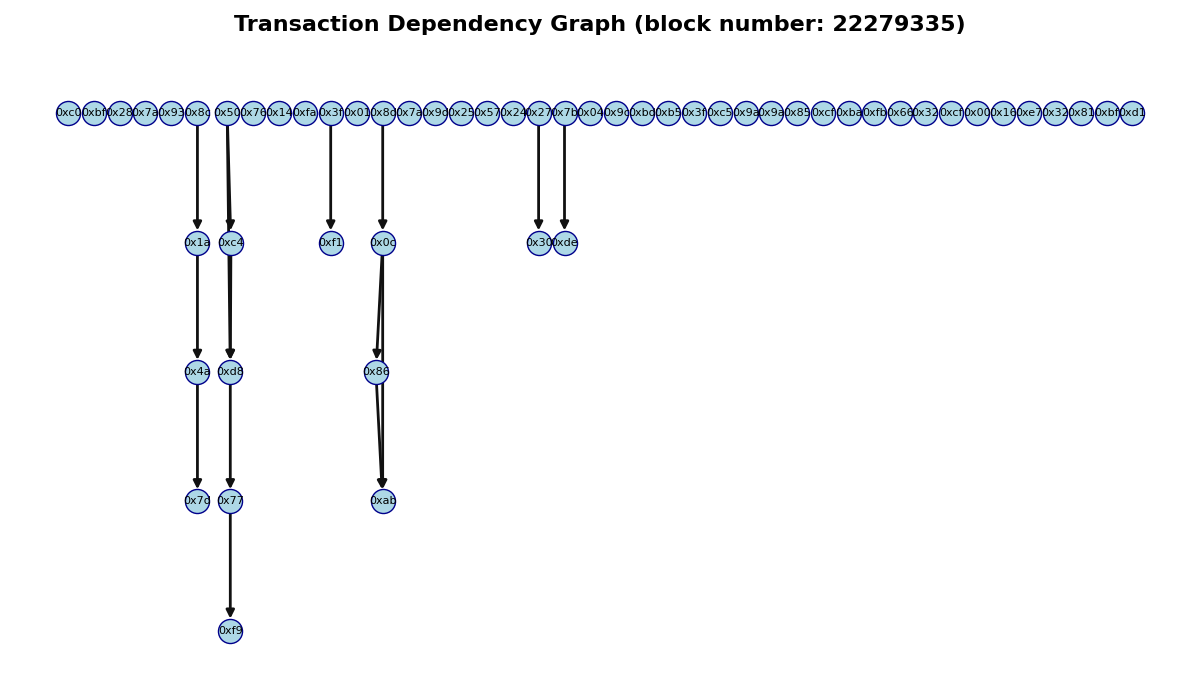 Transaction Dependency Graph (block number: 22279335)
0xc0 0xbf 0x28 0x7a 0x93 0x8c 0x50 0x76 0x14 0xfa 0x3f 0x01 0x8d 0x7a 0x9d 0x25 0x57 0x24 0x27 0x7b 0x04 0x9c 0xbd 0xb5 0x3f 0xc5 0x9a 0x9a 0x85 0xcf 0xba 0xfb 0x66 0x32 0xcf 0x00 0x16 0xe7 0x32 0x81 0xbf 0xd1
0x1a 0xc4 0xf1 0x0c 0x30 0xde
0x4a 0xd8 0x86
0x77 0xab
0xf9